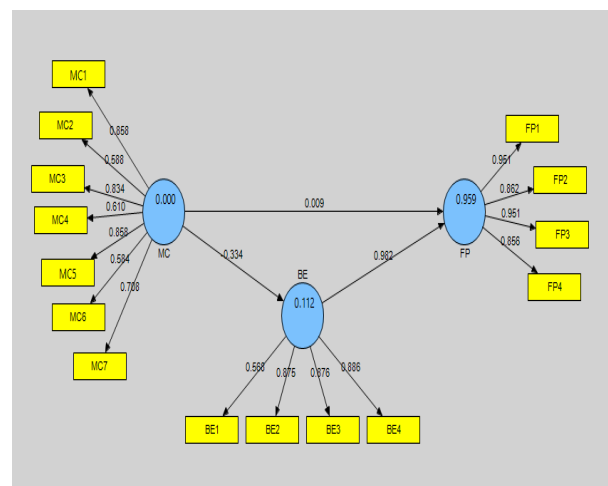 MC1
MC2
MC3
MC4
MC5
MC6
MC7
0.858
0.588
0.834
0.610
0.858
0.584
0.708
0.000
MC
0.009
-0.334
BE
0.112
0.982
0.959
FP
0.951
0.862
0.951
0.856
FP1
FP2
FP3
FP4
0.568
0.875
0.876
0.886
BE1
BE2
BE3
BE4